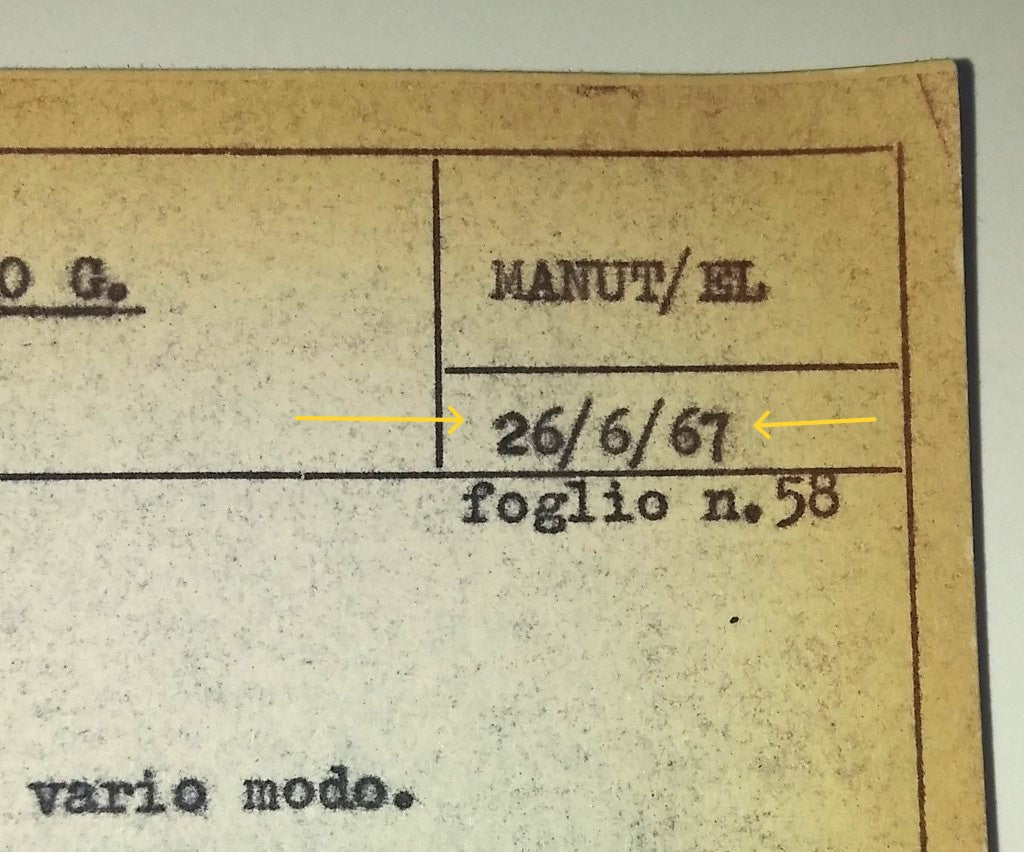 O G.
MANUT/EL
26/6/67
foglio n.58
vario modo.